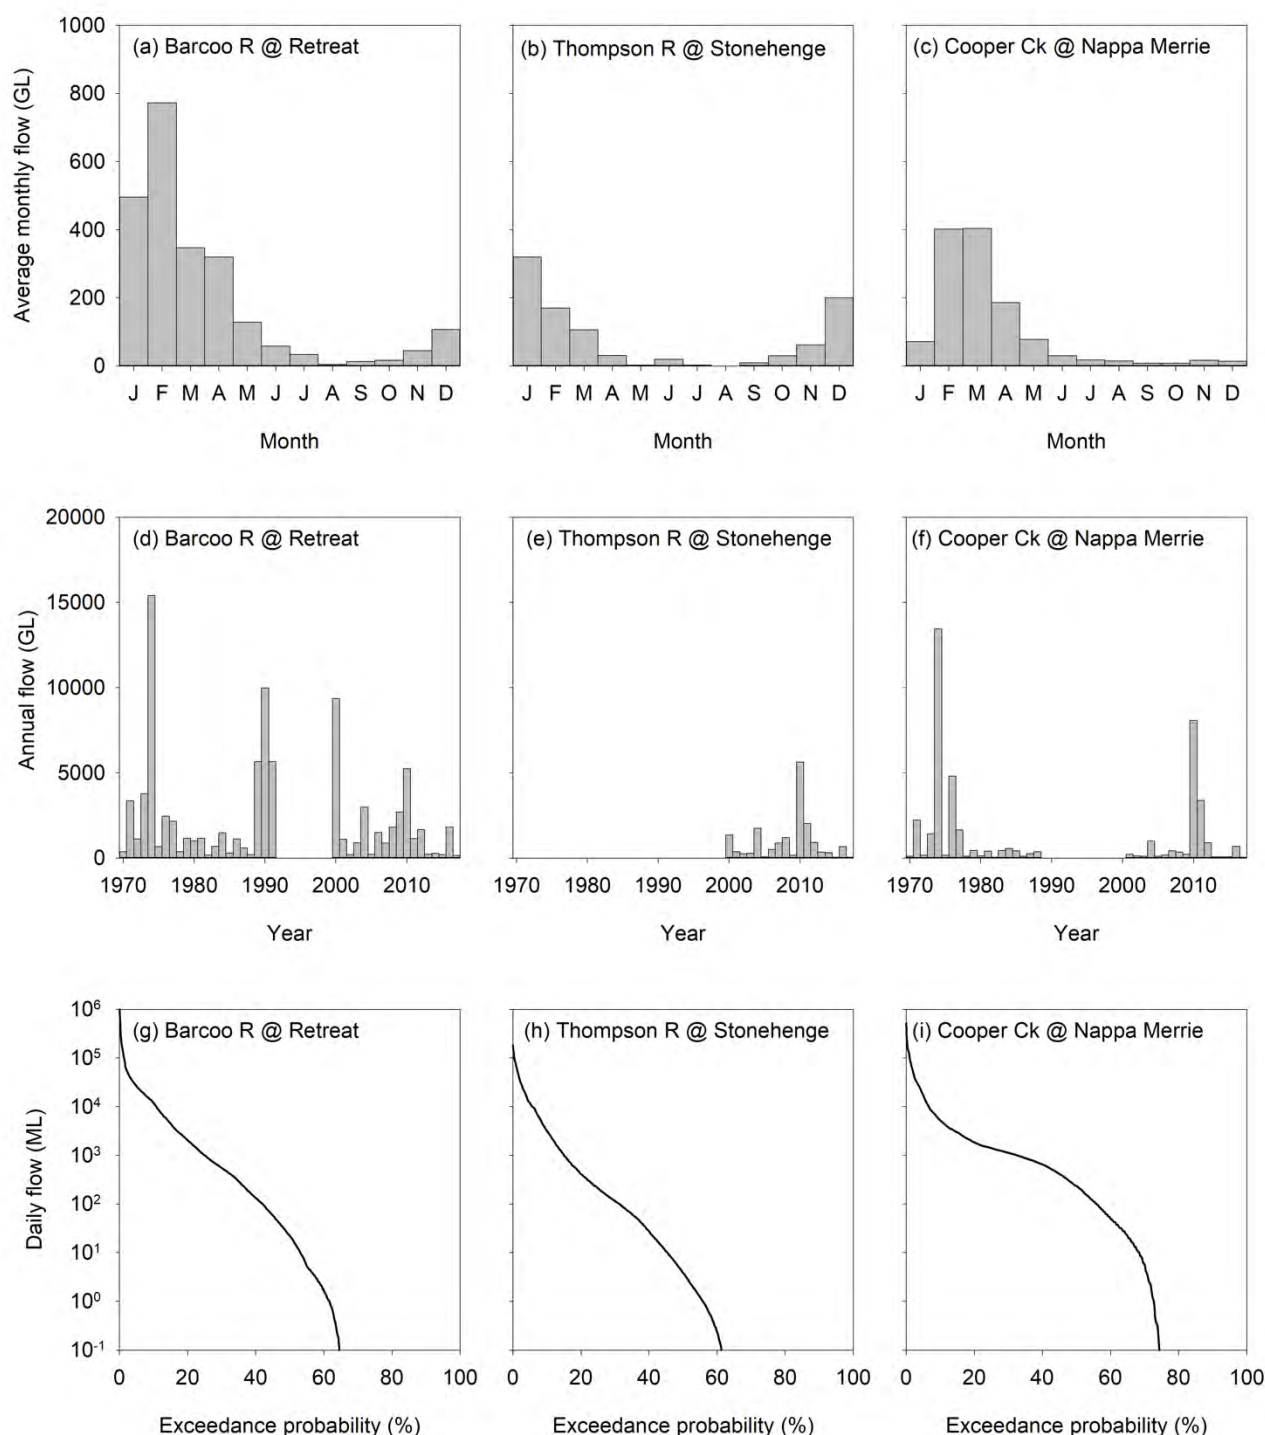 (a) Barcoo R @ Retreat
(b) Thompson R @ Stonehenge
(c) Cooper Ck @ Nappa Merrie
Average monthly flow (GL)
1000
800
600
400
200
0
J F M A M J J A S O N D
J F M A M J J A S O N D
J F M A M J J A S O N D
Month
Month
Month
(d) Barcoo R @ Retreat
(e) Thompson R @ Stonehenge
(f) Cooper Ck @ Nappa Merrie
Annual flow (GL)
20000
15000
10000
5000
0
1970 1980 1990 2000 2010
1970 1980 1990 2000 2010
1970 1980 1990 2000 2010
Year
Year
Year
(g) Barcoo R @ Retreat
(h) Thompson R @ Stonehenge
(i) Cooper Ck @ Nappa Merrie
Daily flow (ML)
10⁶
10⁵
10⁴
10³
10²
10¹
10⁰
10⁻¹
0 20 40 60 80 100
0 20 40 60 80 100
0 20 40 60 80 100
Exceedance probability (%)
Exceedance probability (%)
Exceedance probability (%)